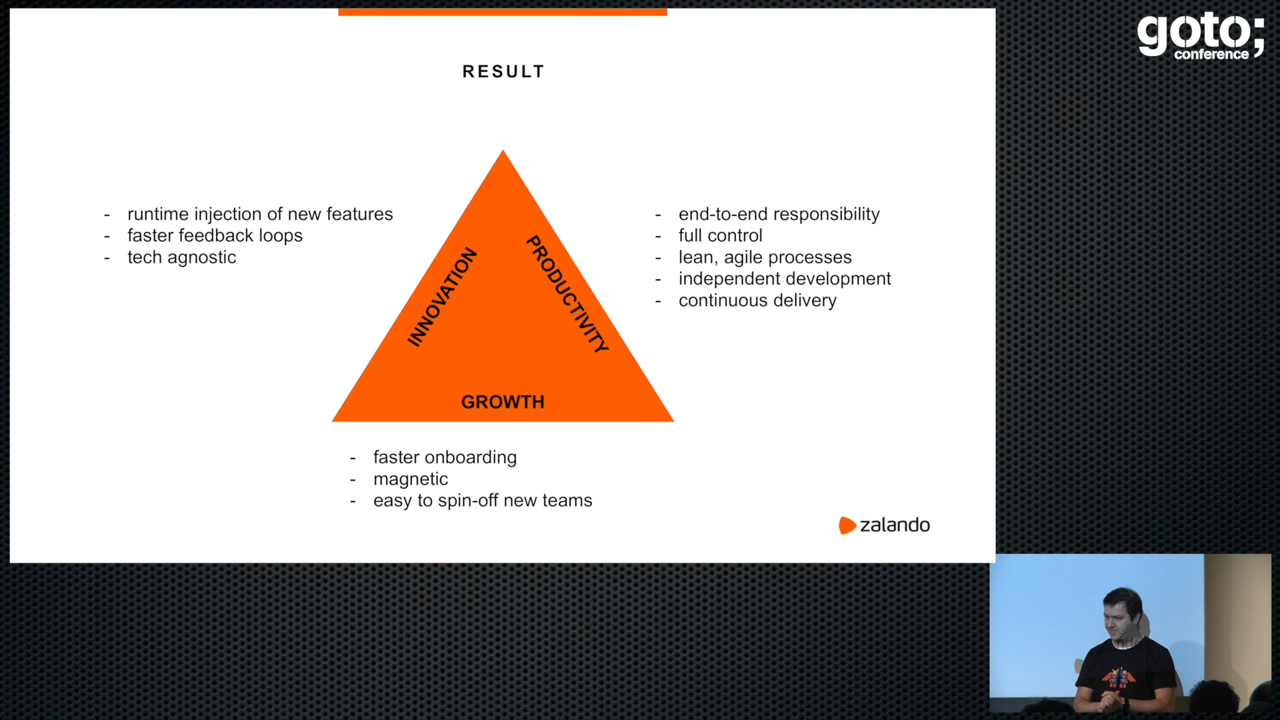 goto;
conference
RESULT
- runtime injection of new features
- faster feedback loops
- tech agnostic
INNOVATION
PRODUCTIVITY
- end-to-end responsibility
- full control
- lean, agile processes
- independent development
- continuous delivery
GROWTH
- faster onboarding
- magnetic
- easy to spin-off new teams
zalando